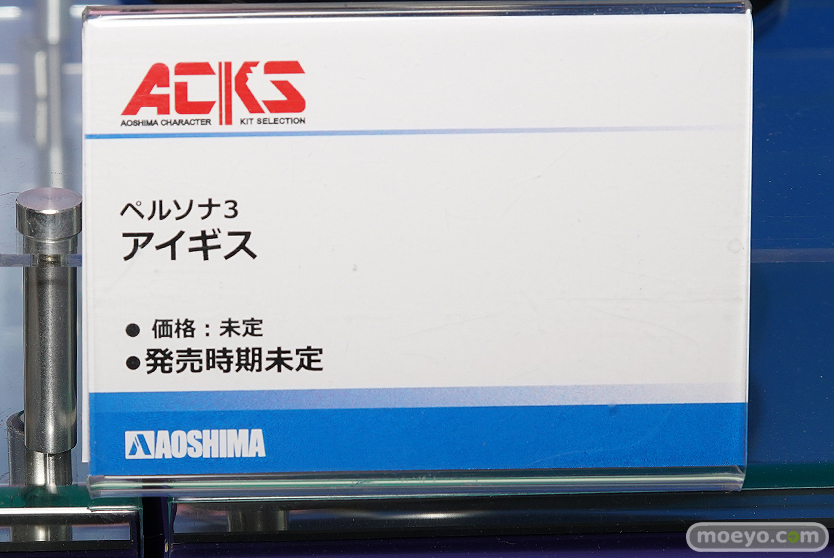 ACKS
AOSHIMA CHARACTER KIT SELECTION
ペルソナ3
アイギス
● 価格：未定
●発売時期未定
AOSHIMA
moeyo.com